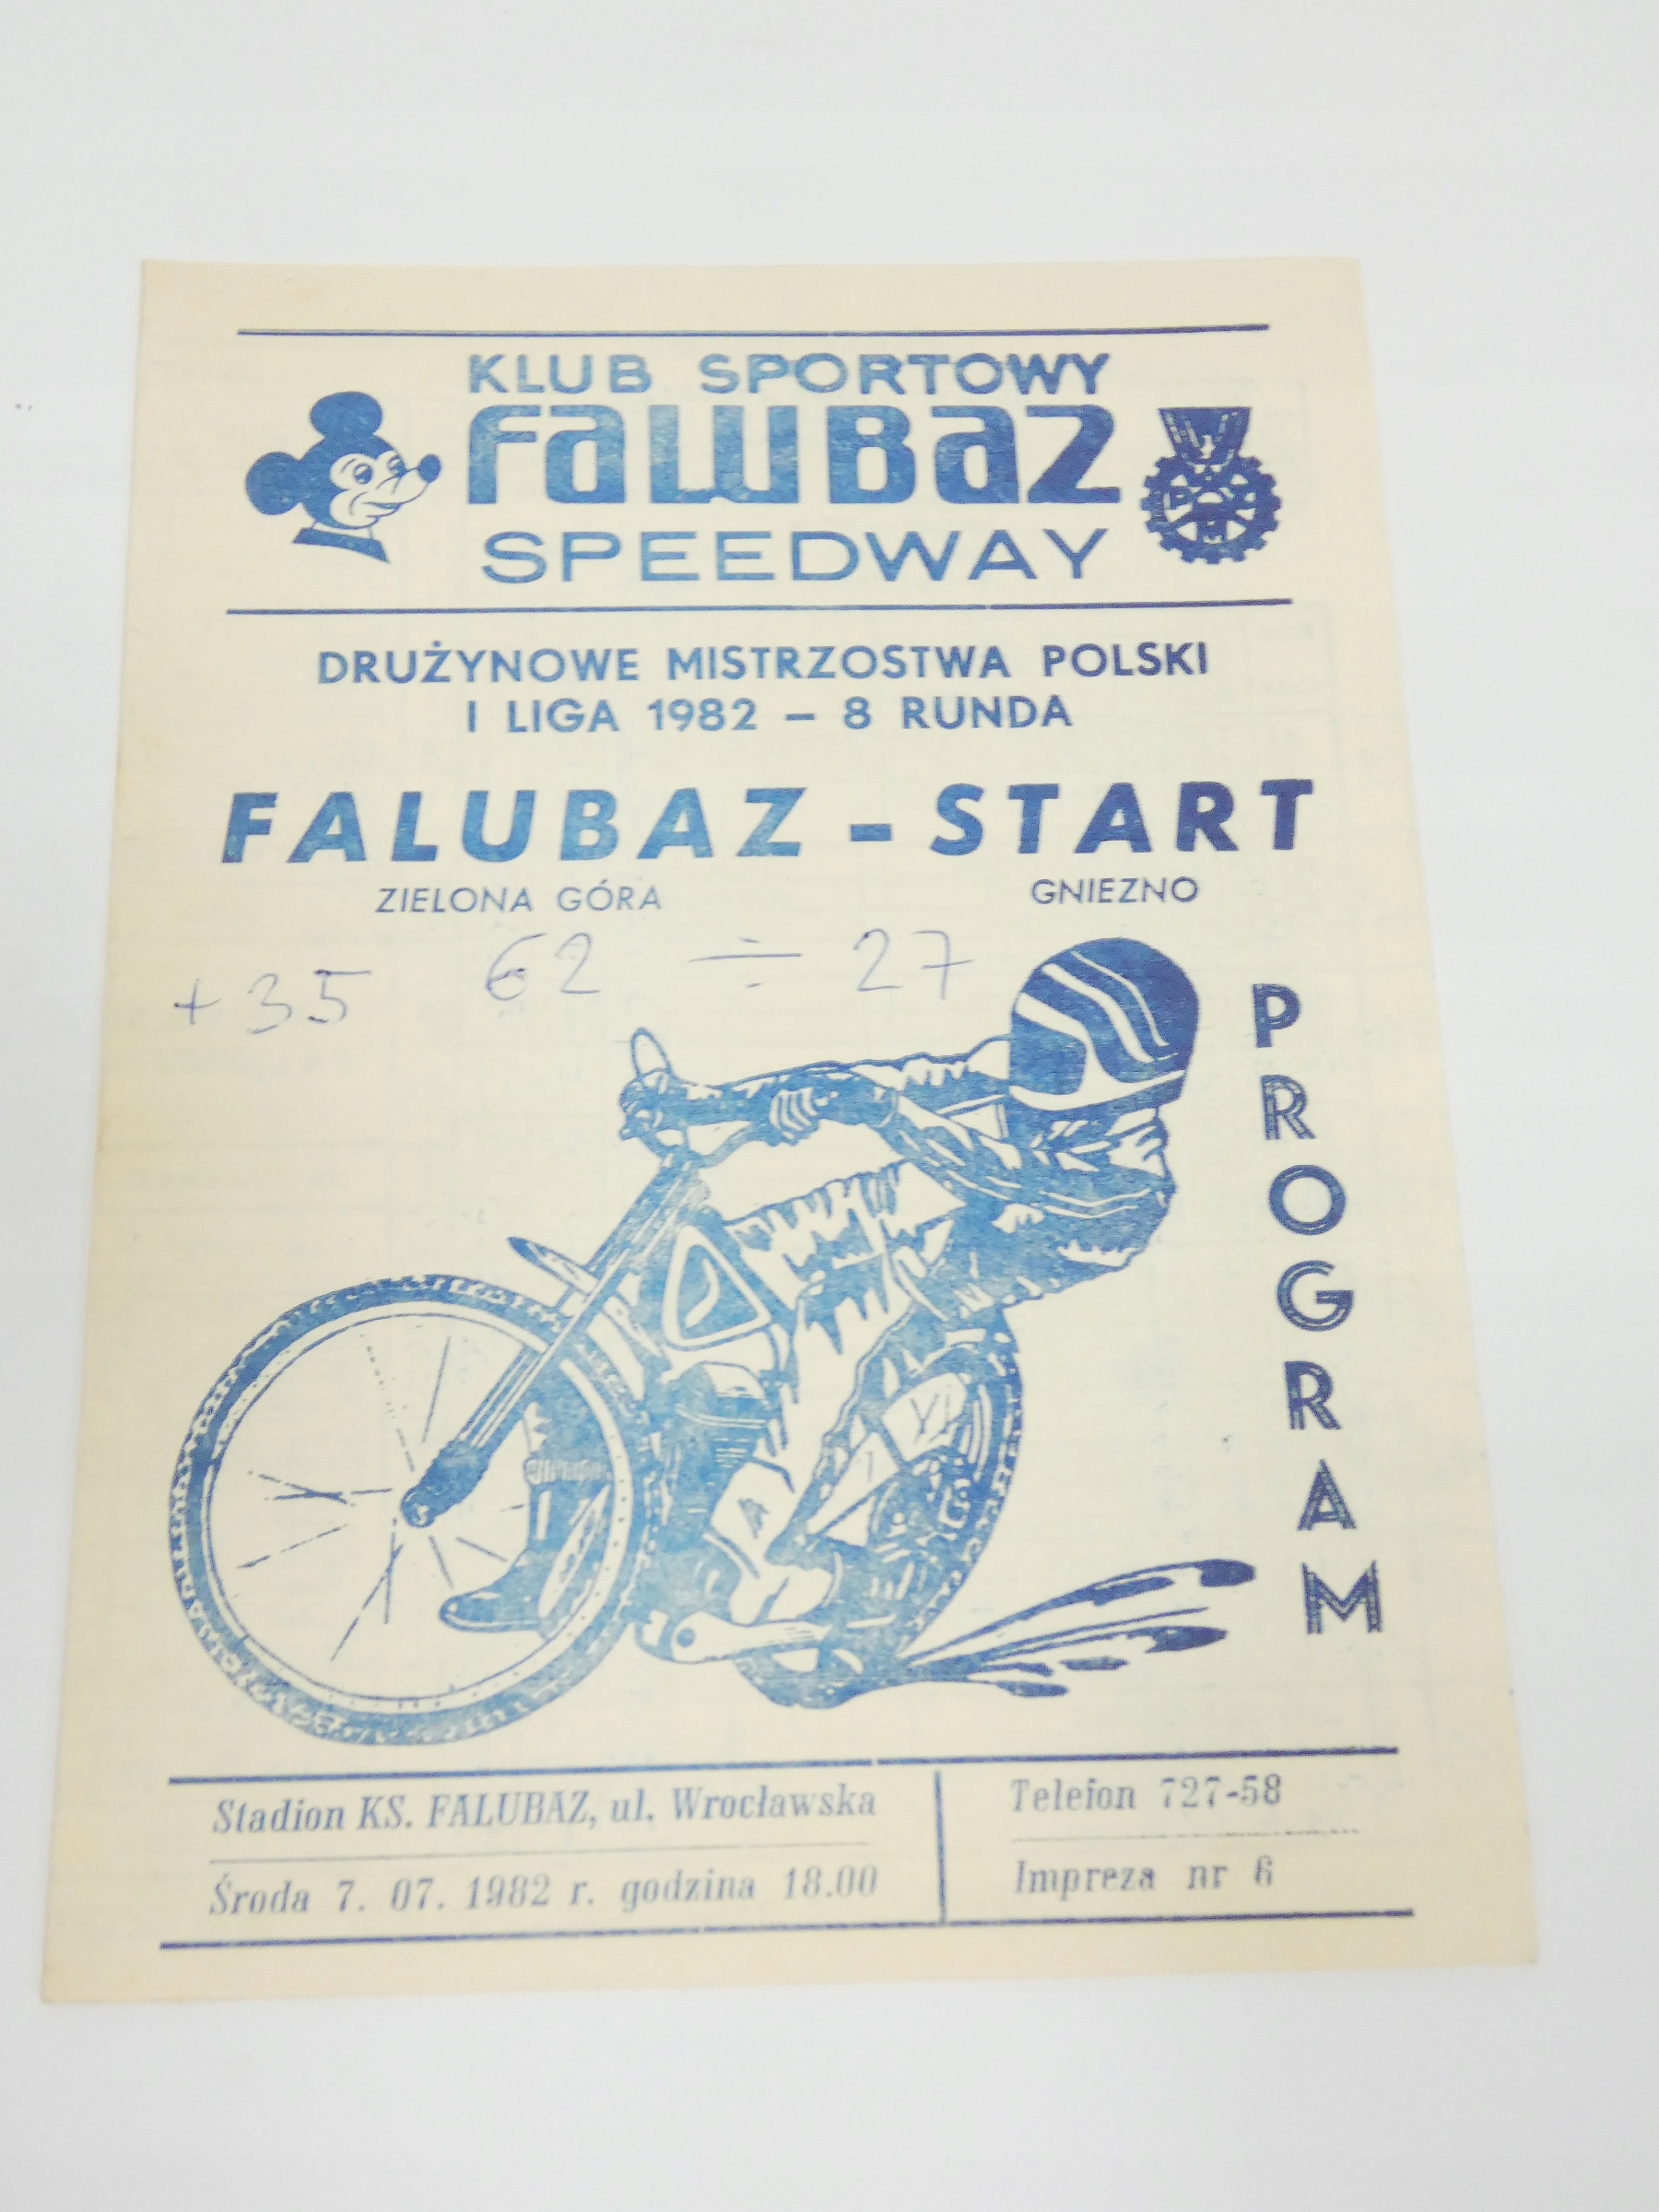 KLUB SPORTOWY
FALUBAZ
SPEEDWAY
DRUŻYNOWE MISTRZOSTWA POLSKI
I LIGA 1982 – 8 RUNDA
FALUBAZ - START
ZIELONA GÓRA GNIEZNO
+35 62 ÷ 27
PROGRAM
Stadion KS. FALUBAZ, ul. Wrocławska
Środa 7. 07. 1982 r. godzina 18.00
Telefon 727-58
Impreza nr 6